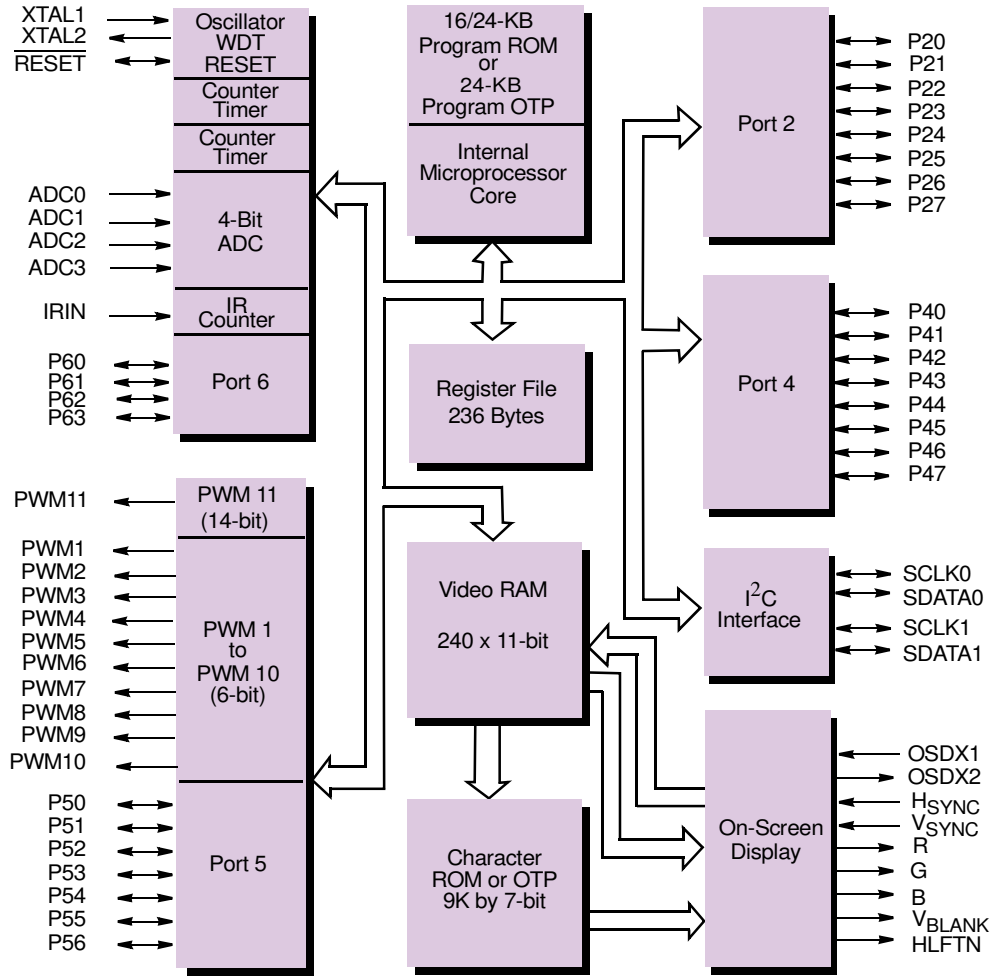 XTAL1
XTAL2
RESET
ADC0
ADC1
ADC2
ADC3
IRIN
P60
P61
P62
P63
Oscillator
WDT
RESET
Counter
Timer
Counter
Timer
4-Bit
ADC
IR
Counter
Port 6
PWM11
PWM1
PWM2
PWM3
PWM4
PWM5
PWM6
PWM7
PWM8
PWM9
PWM10
P50
P51
P52
P53
P54
P55
P56
PWM 11
(14-bit)
PWM 1
to
PWM 10
(6-bit)
Port 5
16/24-KB
Program ROM
or
24-KB
Program OTP
Internal
Microprocessor
Core
Register File
236 Bytes
Video RAM
240 x 11-bit
Character
ROM or OTP
9K by 7-bit
Port 2
P20
P21
P22
P23
P24
P25
P26
P27
Port 4
P40
P41
P42
P43
P44
P45
P46
P47
I2C
Interface
SCLK0
SDATA0
SCLK1
SDATA1
On-Screen
Display
OSDX1
OSDX2
HSYNC
VSYNC
R
G
B
VBLANK
HLFTN